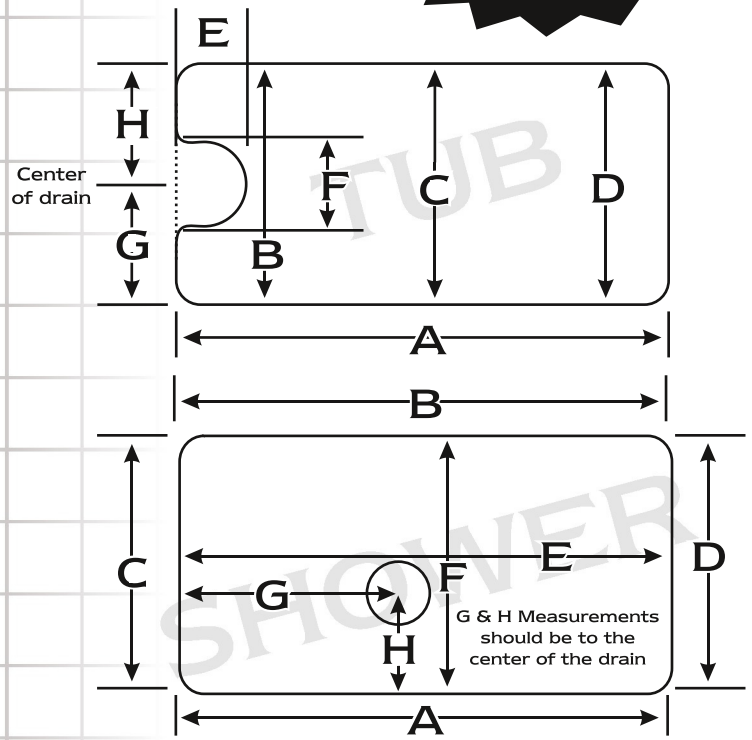 E
H
Center
of drain
G
F
B
C
D
TUB
A
B
C
D
E
F
G
H
SHOWER
G & H Measurements
should be to the
center of the drain
A